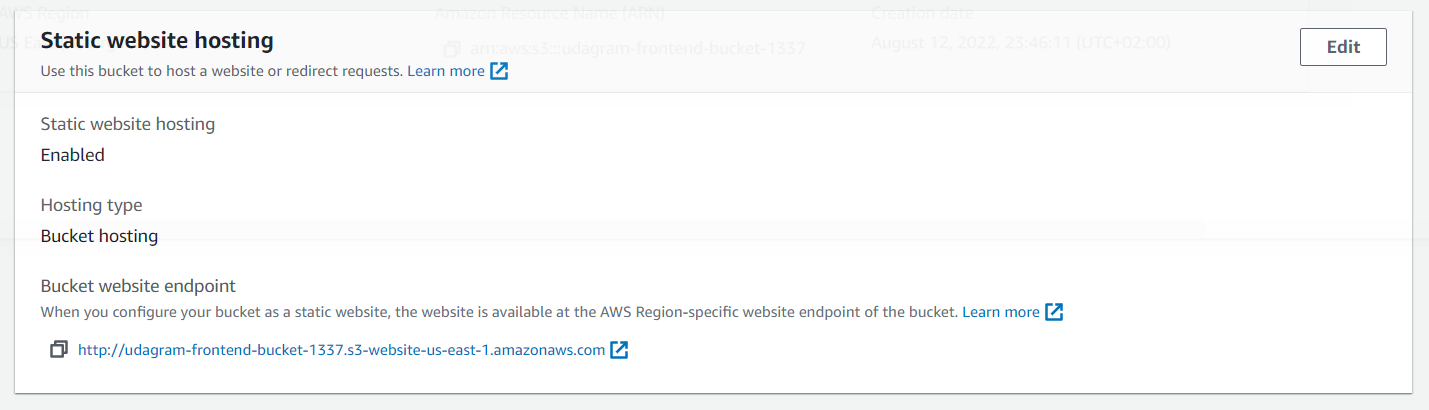 AWS Region
Amazon Resource Name (ARN)
Creation date
US East
arn:aws:s3:::udagram-frontend-bucket-1337
August 12, 2022, 23:46:11 (UTC+02:00)
Static website hosting
Edit
Use this bucket to host a website or redirect requests. Learn more
Static website hosting
Enabled
Hosting type
Bucket hosting
Bucket website endpoint
When you configure your bucket as a static website, the website is available at the AWS Region-specific website endpoint of the bucket. Learn more
http://udagram-frontend-bucket-1337.s3-website-us-east-1.amazonaws.com